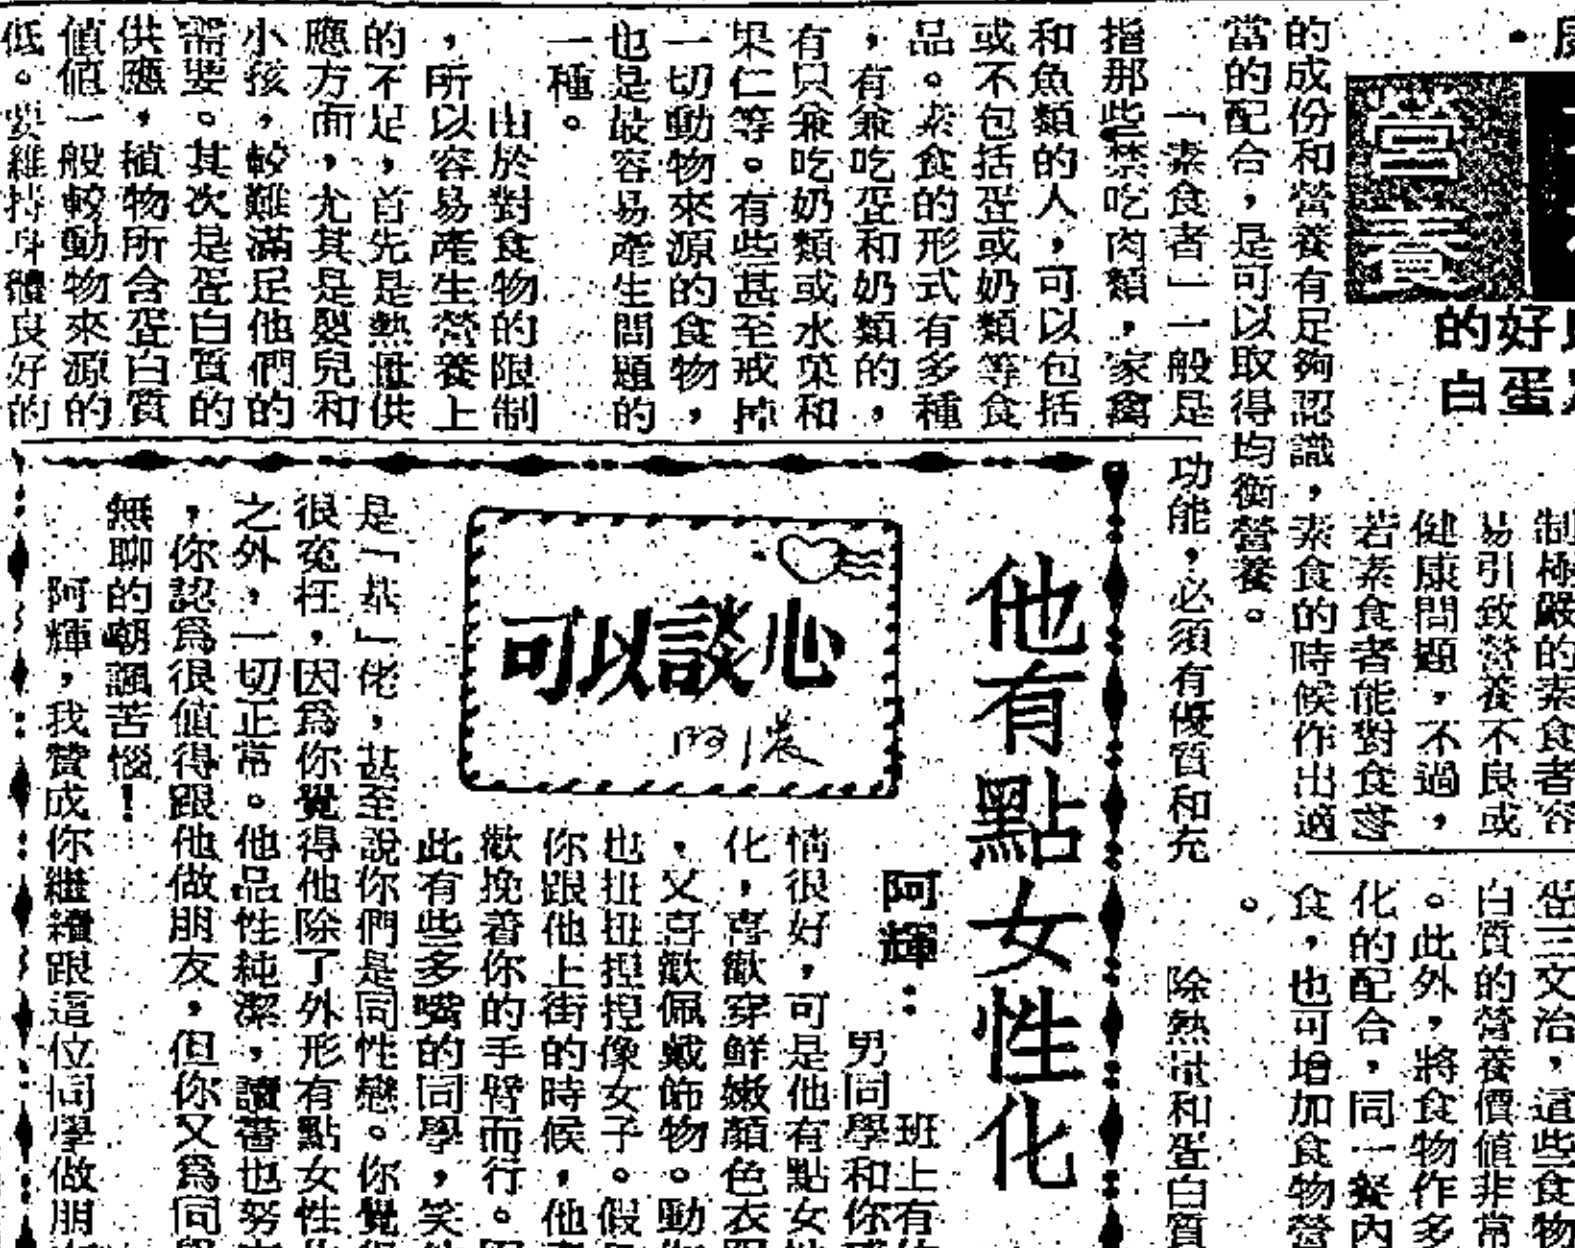 營養
的好
白蛋
制極嚴的素食者容
易引致營養不良或
健康問題，不過，
若素食者能對食
的成份和營養有足夠認識，素食的時候作出適
當的配合，是可以取得均衡營養。
「素食者」一般是
指那些禁吃肉類，家禽
和魚類的人，可以包括
或不包括蛋或奶類等食
品。素食的形式有多種
，有兼吃蛋和奶類的，
有只兼吃奶類或水菓和
果仁等。有些甚至戒掉
一切動物來源的食物，
也是最容易產生問題的
一種。
由於對食物的限制
，所以容易產生營養上
的不足，首先是熱量供
應方面，尤其是嬰兒和
小孩，較難滿足他們的
需要。其次是蛋白質的
供應，植物所含蛋白質
値値一般較動物來源的
低。要維持身體良好的
功能，必須有優質和充
三文治，這些食物
白質的營養價値非常
。此外，將食物作多
化的配合，同一餐內
食，也可增加食物營
。
除熱量和蛋白質
他有點女性化
可以談心
阿濃
阿輝：
班上有
男同學和你
情很好，可是他有點女
化，喜歡穿鮮嫩顏色衣
，又喜歡佩戴飾物。動
也扭扭捏捏像女子。假
你跟他上街的時候，他
歡挽着你的手臂而行。
此有些多嘴的同學，笑
是「基」佬，甚至說你們是同性戀。你覺
很寃枉，因爲你覺得他除了外形有點女性
之外，一切正常。他品性純潔，讀書也努
，你認爲很値得跟他做朋友，但你又爲同
無聊的嘲諷苦惱！
阿輝，我贊成你繼續跟這位同學做朋